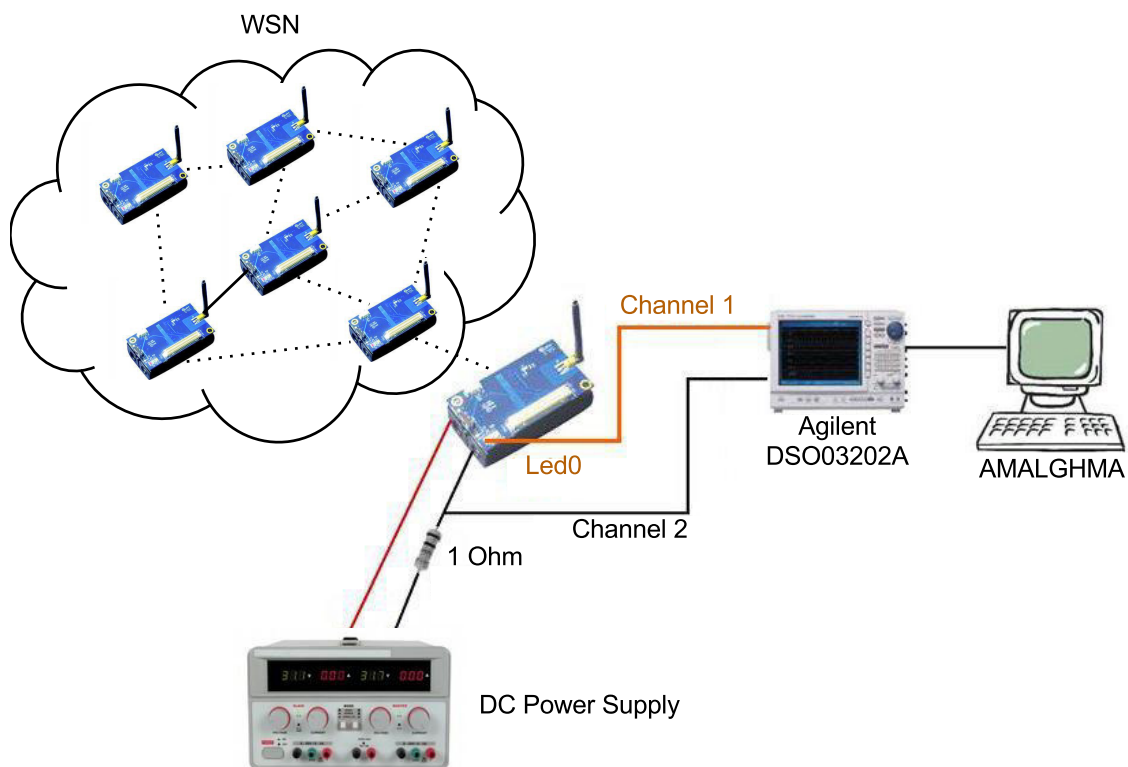 WSN
Channel 1
Led0
Agilent
DSO03202A
AMALGHMA
Channel 2
1 Ohm
DC Power Supply